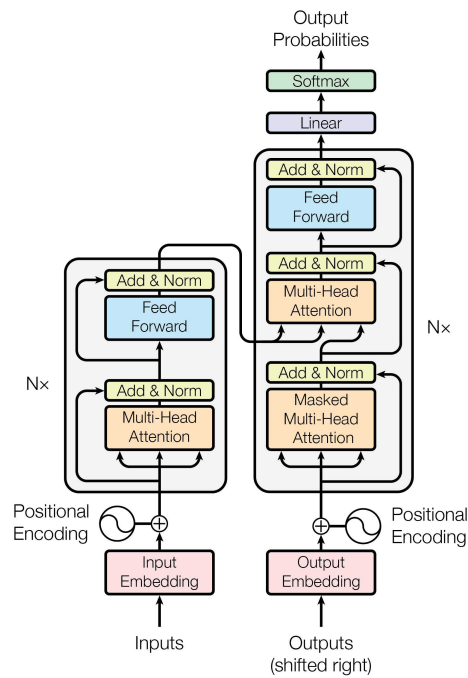 Output
Probabilities
Softmax
Linear
Add & Norm
Feed
Forward
Add & Norm
Multi-Head
Attention
Add & Norm
Masked
Multi-Head
Attention
N×
Add & Norm
Feed
Forward
Add & Norm
Multi-Head
Attention
N×
Positional
Encoding
Positional
Encoding
Input
Embedding
Output
Embedding
Inputs
Outputs
(shifted right)